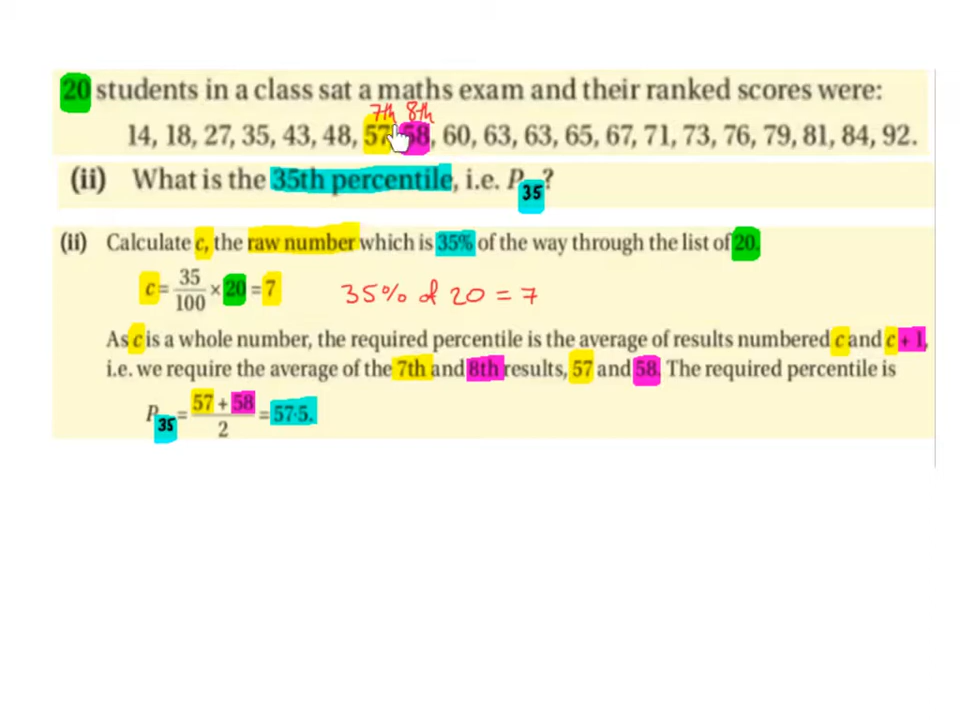 20 students in a class sat a maths exam and their ranked scores were:
7th 8th
14, 18, 27, 35, 43, 48, 57, 58, 60, 63, 63, 65, 67, 71, 73, 76, 79, 81, 84, 92.
(ii) What is the 35th percentile, i.e. P35?
(ii) Calculate c, the raw number which is 35% of the way through the list of 20.
c = 35/100 × 20 = 7 35% of 20 = 7
As c is a whole number, the required percentile is the average of results numbered c and c + 1,
i.e. we require the average of the 7th and 8th results, 57 and 58. The required percentile is
P35 = 57 + 58 / 2 = 57·5.